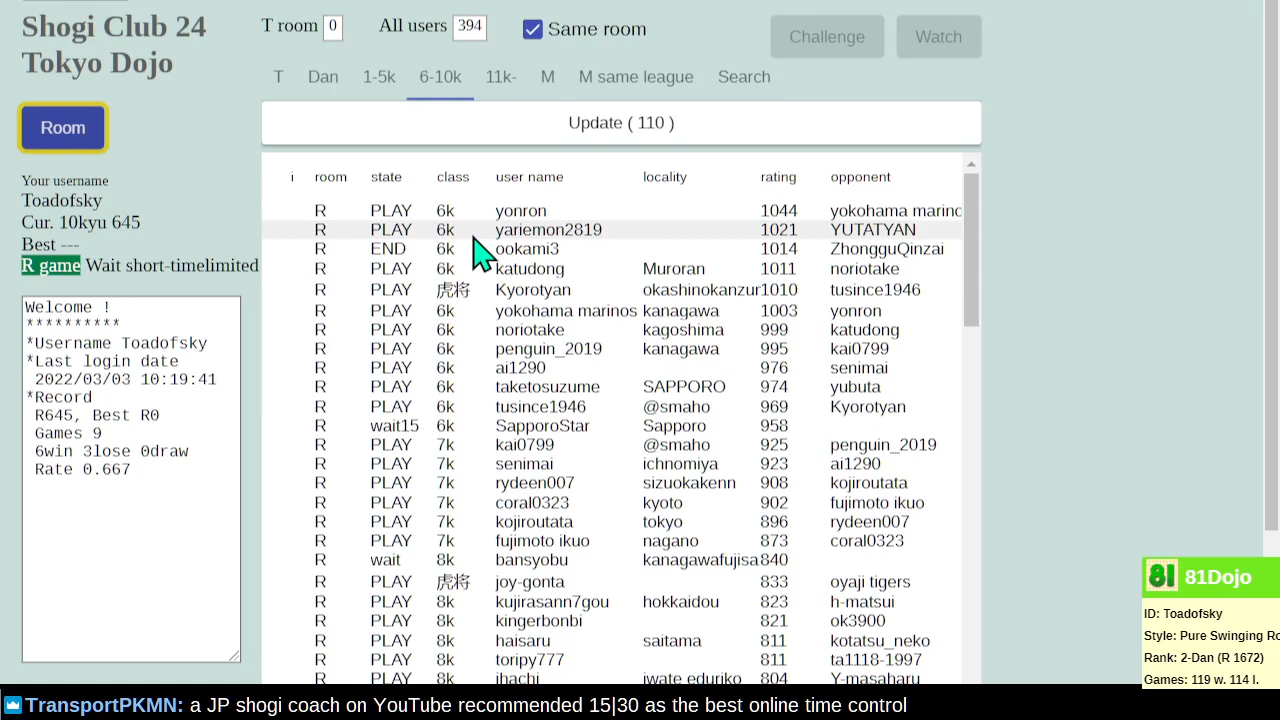 Shogi Club 24
Tokyo Dojo
T room 0 All users 394 Same room
Challenge Watch
T Dan 1-5k 6-10k 11k- M M same league Search
Room
Update ( 110 )
Your username
Toadofsky
Cur. 10kyu 645
Best ---
R game Wait short-timelimited
Welcome !
**********
*Username Toadofsky
*Last login date
2022/03/03 10:19:41
*Record
R645, Best R0
Games 9
6win 3lose 0draw
Rate 0.667
i room state class user name locality rating opponent
R PLAY 6k yonron 1044 yokohama marinc
R PLAY 6k yariemon2819 1021 YUTATYAN
R END 6k ookami3 1014 ZhongguQinzai
R PLAY 6k katudong Muroran 1011 noriotake
R PLAY 虎将 Kyorotyan okashinokanzur 1010 tusince1946
R PLAY 6k yokohama marinos kanagawa 1003 yonron
R PLAY 6k noriotake kagoshima 999 katudong
R PLAY 6k penguin_2019 kanagawa 995 kai0799
R PLAY 6k ai1290 976 senimai
R PLAY 6k taketosuzume SAPPORO 974 yubuta
R PLAY 6k tusince1946 @smaho 969 Kyorotyan
R wait15 6k SapporoStar Sapporo 958
R PLAY 7k kai0799 @smaho 925 penguin_2019
R PLAY 7k senimai ichnomiya 923 ai1290
R PLAY 7k rydeen007 sizuokakenn 908 kojiroutata
R PLAY 7k coral0323 kyoto 902 fujimoto ikuo
R PLAY 7k kojiroutata tokyo 896 rydeen007
R PLAY 7k fujimoto ikuo nagano 873 coral0323
R wait 8k bansyobu kanagawafujisa 840
R PLAY 虎将 joy-gonta 833 oyaji tigers
R PLAY 8k kujirasann7gou hokkaidou 823 h-matsui
R PLAY 8k kingerbonbi 821 ok3900
R PLAY 8k haisaru saitama 811 kotatsu_neko
R PLAY 8k toripy777 811 ta1118-1997
R PLAY 8k ihachi iwate eduriko 804 Y-masaharu
81 81Dojo
ID: Toadofsky
Style: Pure Swinging Ro
Rank: 2-Dan (R 1672)
Games: 119 w. 114 l.
TransportPKMN: a JP shogi coach on YouTube recommended 15|30 as the best online time control